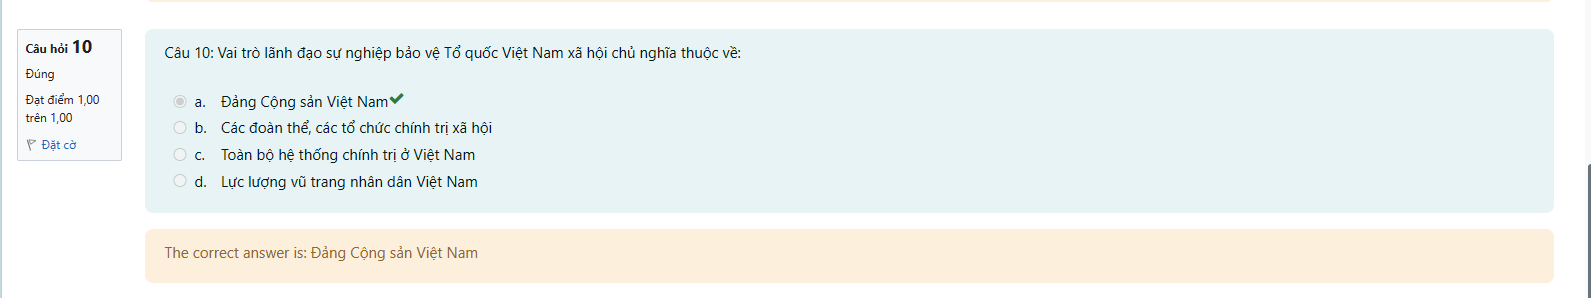 Câu hỏi 10
Đúng
Đạt điểm 1,00
trên 1,00
Đặt cờ
Câu 10: Vai trò lãnh đạo sự nghiệp bảo vệ Tổ quốc Việt Nam xã hội chủ nghĩa thuộc về:
a. Đảng Cộng sản Việt Nam
b. Các đoàn thể, các tổ chức chính trị xã hội
c. Toàn bộ hệ thống chính trị ở Việt Nam
d. Lực lượng vũ trang nhân dân Việt Nam
The correct answer is: Đảng Cộng sản Việt Nam